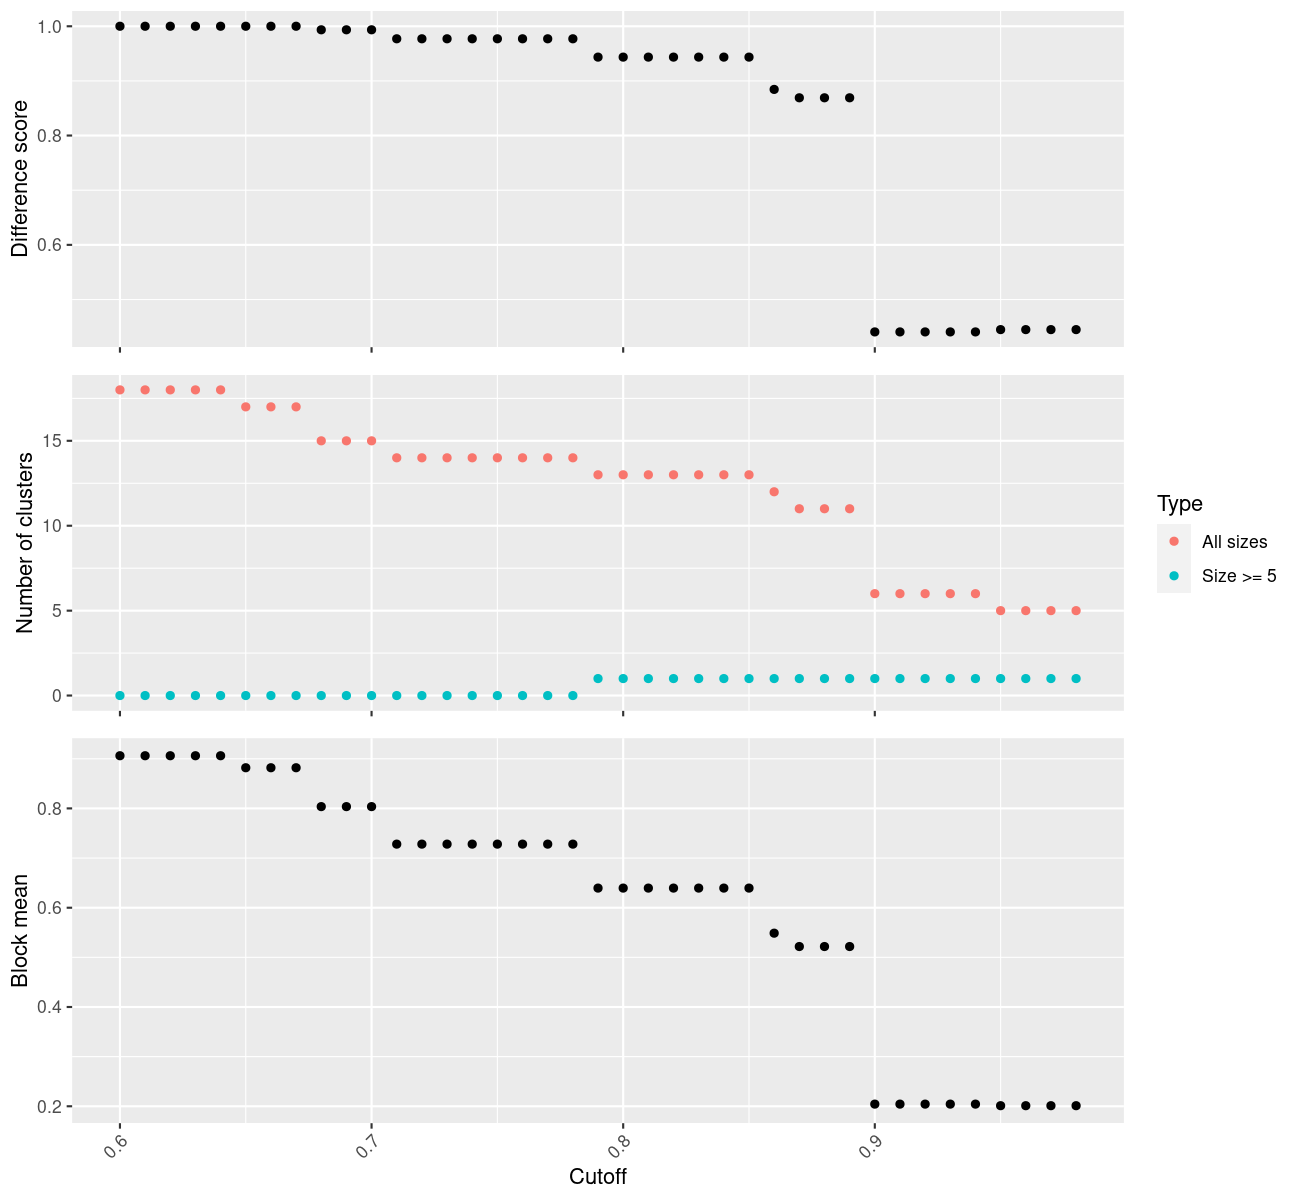 Difference score
1.0
0.8
0.6
Number of clusters
15
10
5
0
Type
All sizes
Size >= 5
Block mean
0.8
0.6
0.4
0.2
0.6 0.7 0.8 0.9
Cutoff